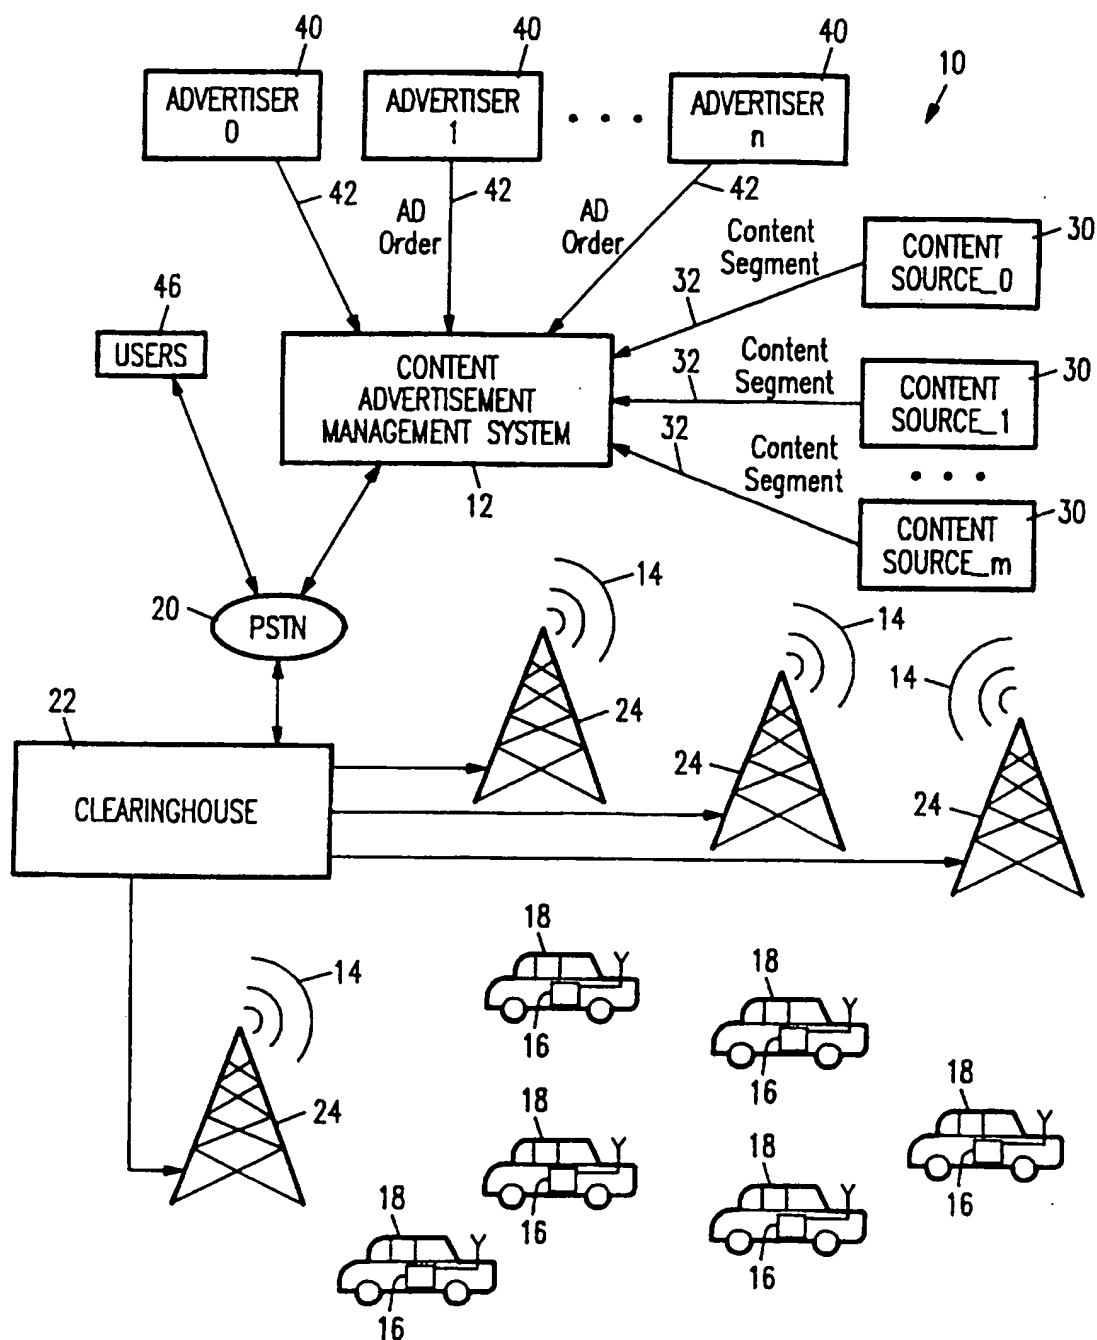 40
40
40
10
ADVERTISER
0
ADVERTISER
1
• • •
ADVERTISER
n
42
AD
Order
42
AD
Order
42
Content
Segment
32
CONTENT
SOURCE_0
30
46
USERS
CONTENT
ADVERTISEMENT
MANAGEMENT SYSTEM
12
32
Content
Segment
CONTENT
SOURCE_1
30
32
Content
Segment
• • •
CONTENT
SOURCE_m
30
20
PSTN
14
14
14
22
CLEARINGHOUSE
24
24
24
14
24
18
16
18
16
18
16
18
16
18
16
18
16